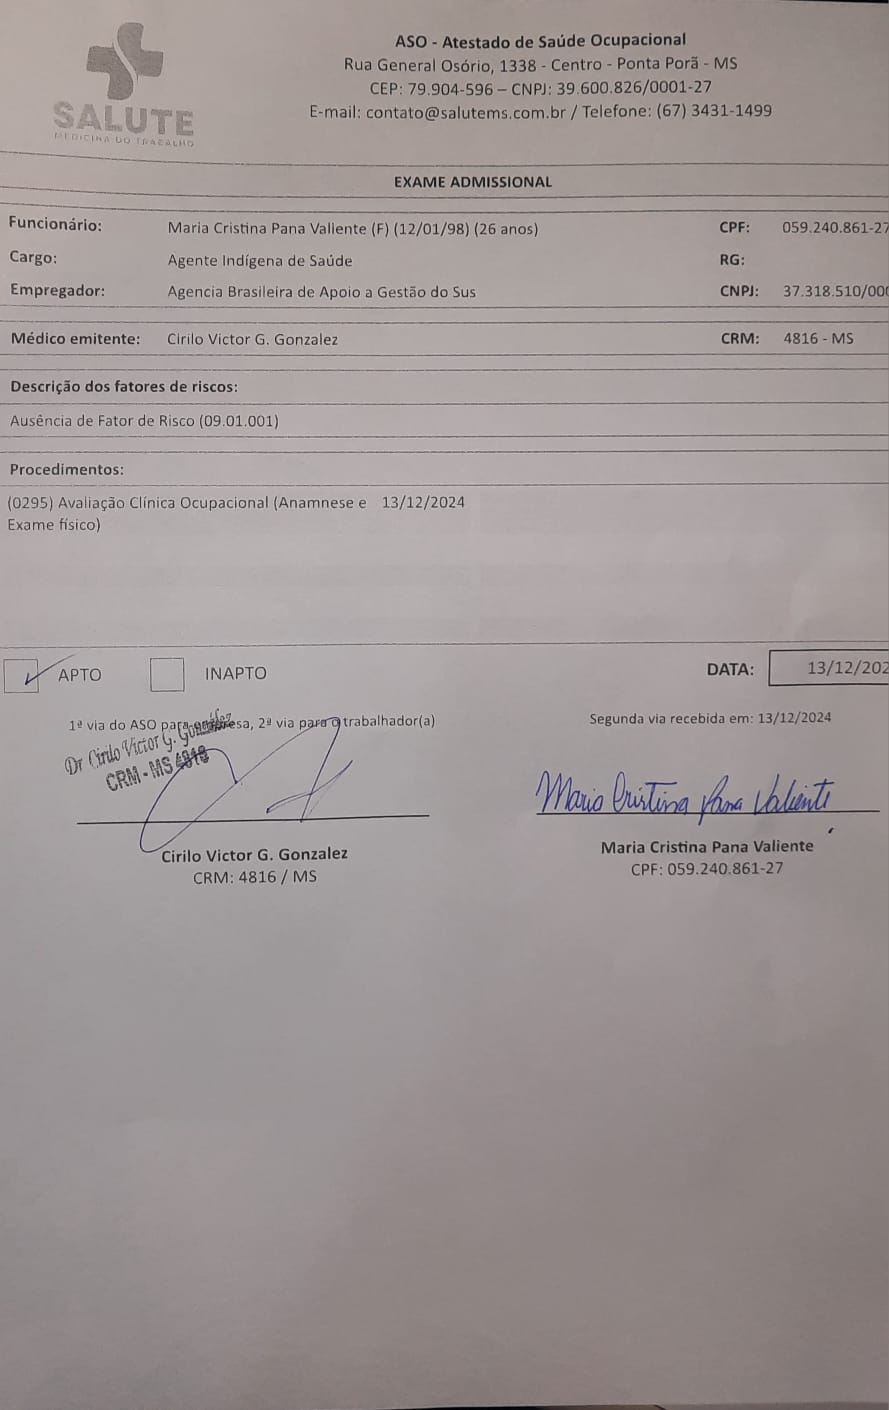 SALUTE
MEDICINA DO TRABALHO
ASO - Atestado de Saúde Ocupacional
Rua General Osório, 1338 - Centro - Ponta Porã - MS
CEP: 79.904-596 – CNPJ: 39.600.826/0001-27
E-mail: contato@salutems.com.br / Telefone: (67) 3431-1499
EXAME ADMISSIONAL
Funcionário: Maria Cristina Pana Valiente (F) (12/01/98) (26 anos) CPF: 059.240.861-27
Cargo: Agente Indígena de Saúde RG:
Empregador: Agencia Brasileira de Apoio a Gestão do Sus CNPJ: 37.318.510/000
Médico emitente: Cirilo Victor G. Gonzalez CRM: 4816 - MS
Descrição dos fatores de riscos:
Ausência de Fator de Risco (09.01.001)
Procedimentos:
(0295) Avaliação Clínica Ocupacional (Anamnese e 13/12/2024
Exame físico)
APTO INAPTO DATA: 13/12/202
1ª via do ASO para empresa, 2ª via para o trabalhador(a) Segunda via recebida em: 13/12/2024
Dr Cirilo Victor G. González
CRM - MS 4816
Maria Cristina Pana Valiente
Cirilo Victor G. Gonzalez Maria Cristina Pana Valiente
CRM: 4816 / MS CPF: 059.240.861-27